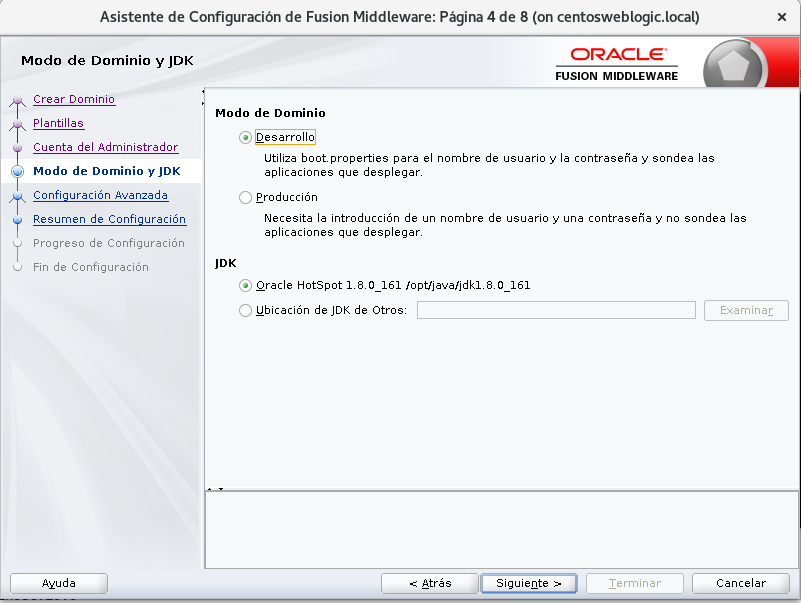 Asistente de Configuración de Fusion Middleware: Página 4 de 8 (on centosweblogic.local)
Modo de Dominio y JDK
ORACLE
FUSION MIDDLEWARE
Crear Dominio
Plantillas
Cuenta del Administrador
Modo de Dominio y JDK
Configuración Avanzada
Resumen de Configuración
Progreso de Configuración
Fin de Configuración
Modo de Dominio
Desarrollo
Utiliza boot.properties para el nombre de usuario y la contraseña y sondea las
aplicaciones que desplegar.
Producción
Necesita la introducción de un nombre de usuario y una contraseña y no sondea las
aplicaciones que desplegar.
JDK
Oracle HotSpot 1.8.0_161 /opt/java/jdk1.8.0_161
Ubicación de JDK de Otros:
Examinar
Ayuda
< Atrás
Siguiente >
Terminar
Cancelar